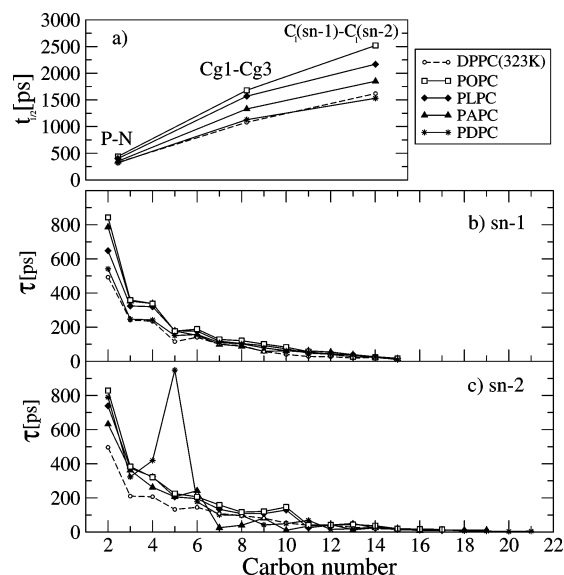 3000
2500
2000
1500
1000
500
0
t1/2[ps]
a)
P-N
Cg1-Cg3
C1(sn-1)-C1(sn-2)
DPPC(323K)
POPC
PLPC
PAPC
PDPC
800
600
400
200
0
τ[ps]
b) sn-1
800
600
400
200
0
τ[ps]
c) sn-2
2 4 6 8 10 12 14 16 18 20 22
Carbon number